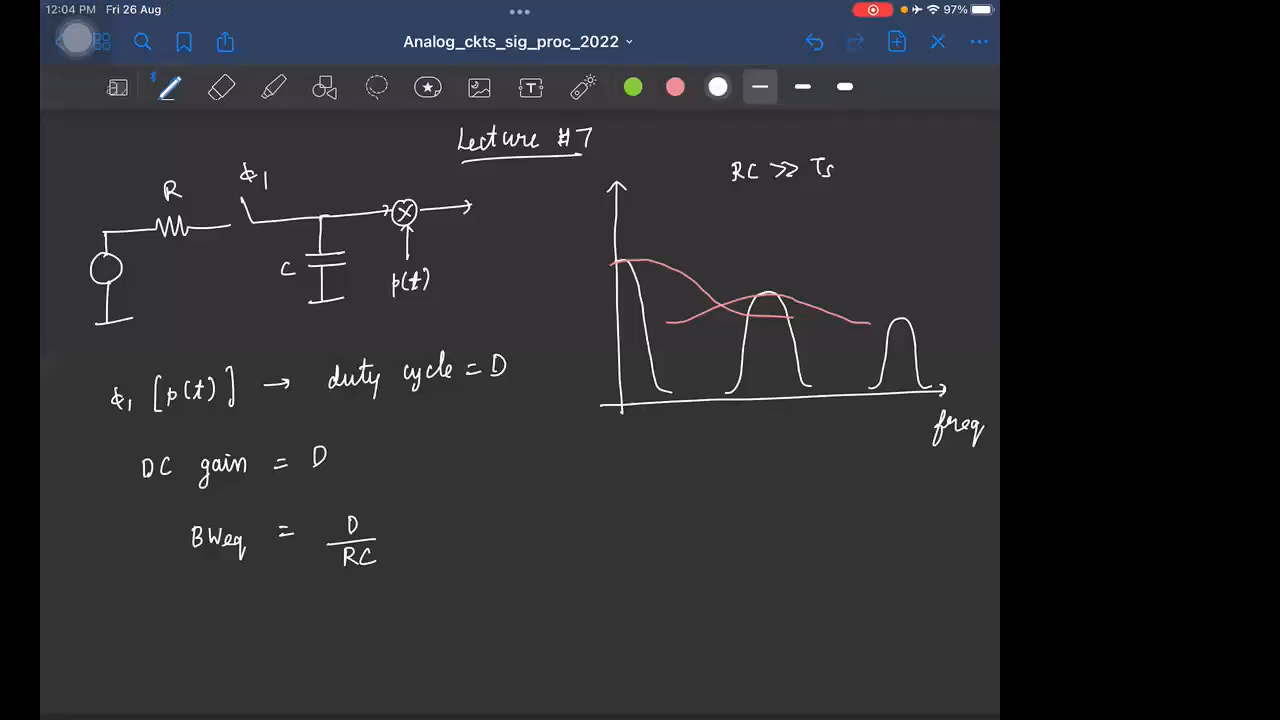 12:04 PM Fri 26 Aug
97%
Analog_ckts_sig_proc_2022
T
Lecture #7
R
ϕ1
C
X
p(t)
RC >> Ts
freq
ϕ1 [p(t)] → duty cycle = D
DC gain = D
BWeq = D/RC